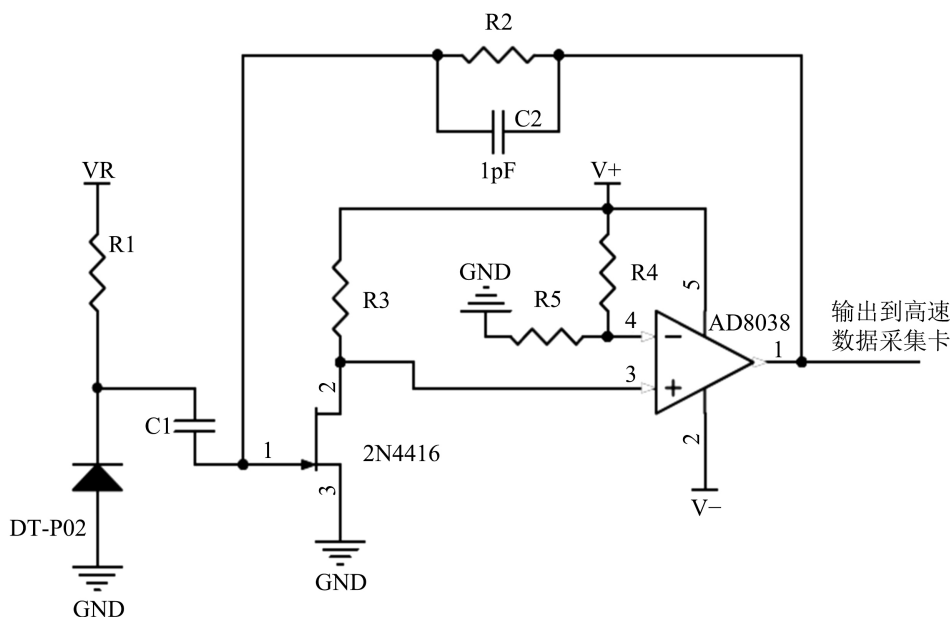 R2
C2
1pF
VR
V+
R1
GND
R4
R3
R5
5
4
AD8038
输出到高速
数据采集卡
1
3
2
C1
1
2N4416
2
3
V−
DT-P02
GND
GND